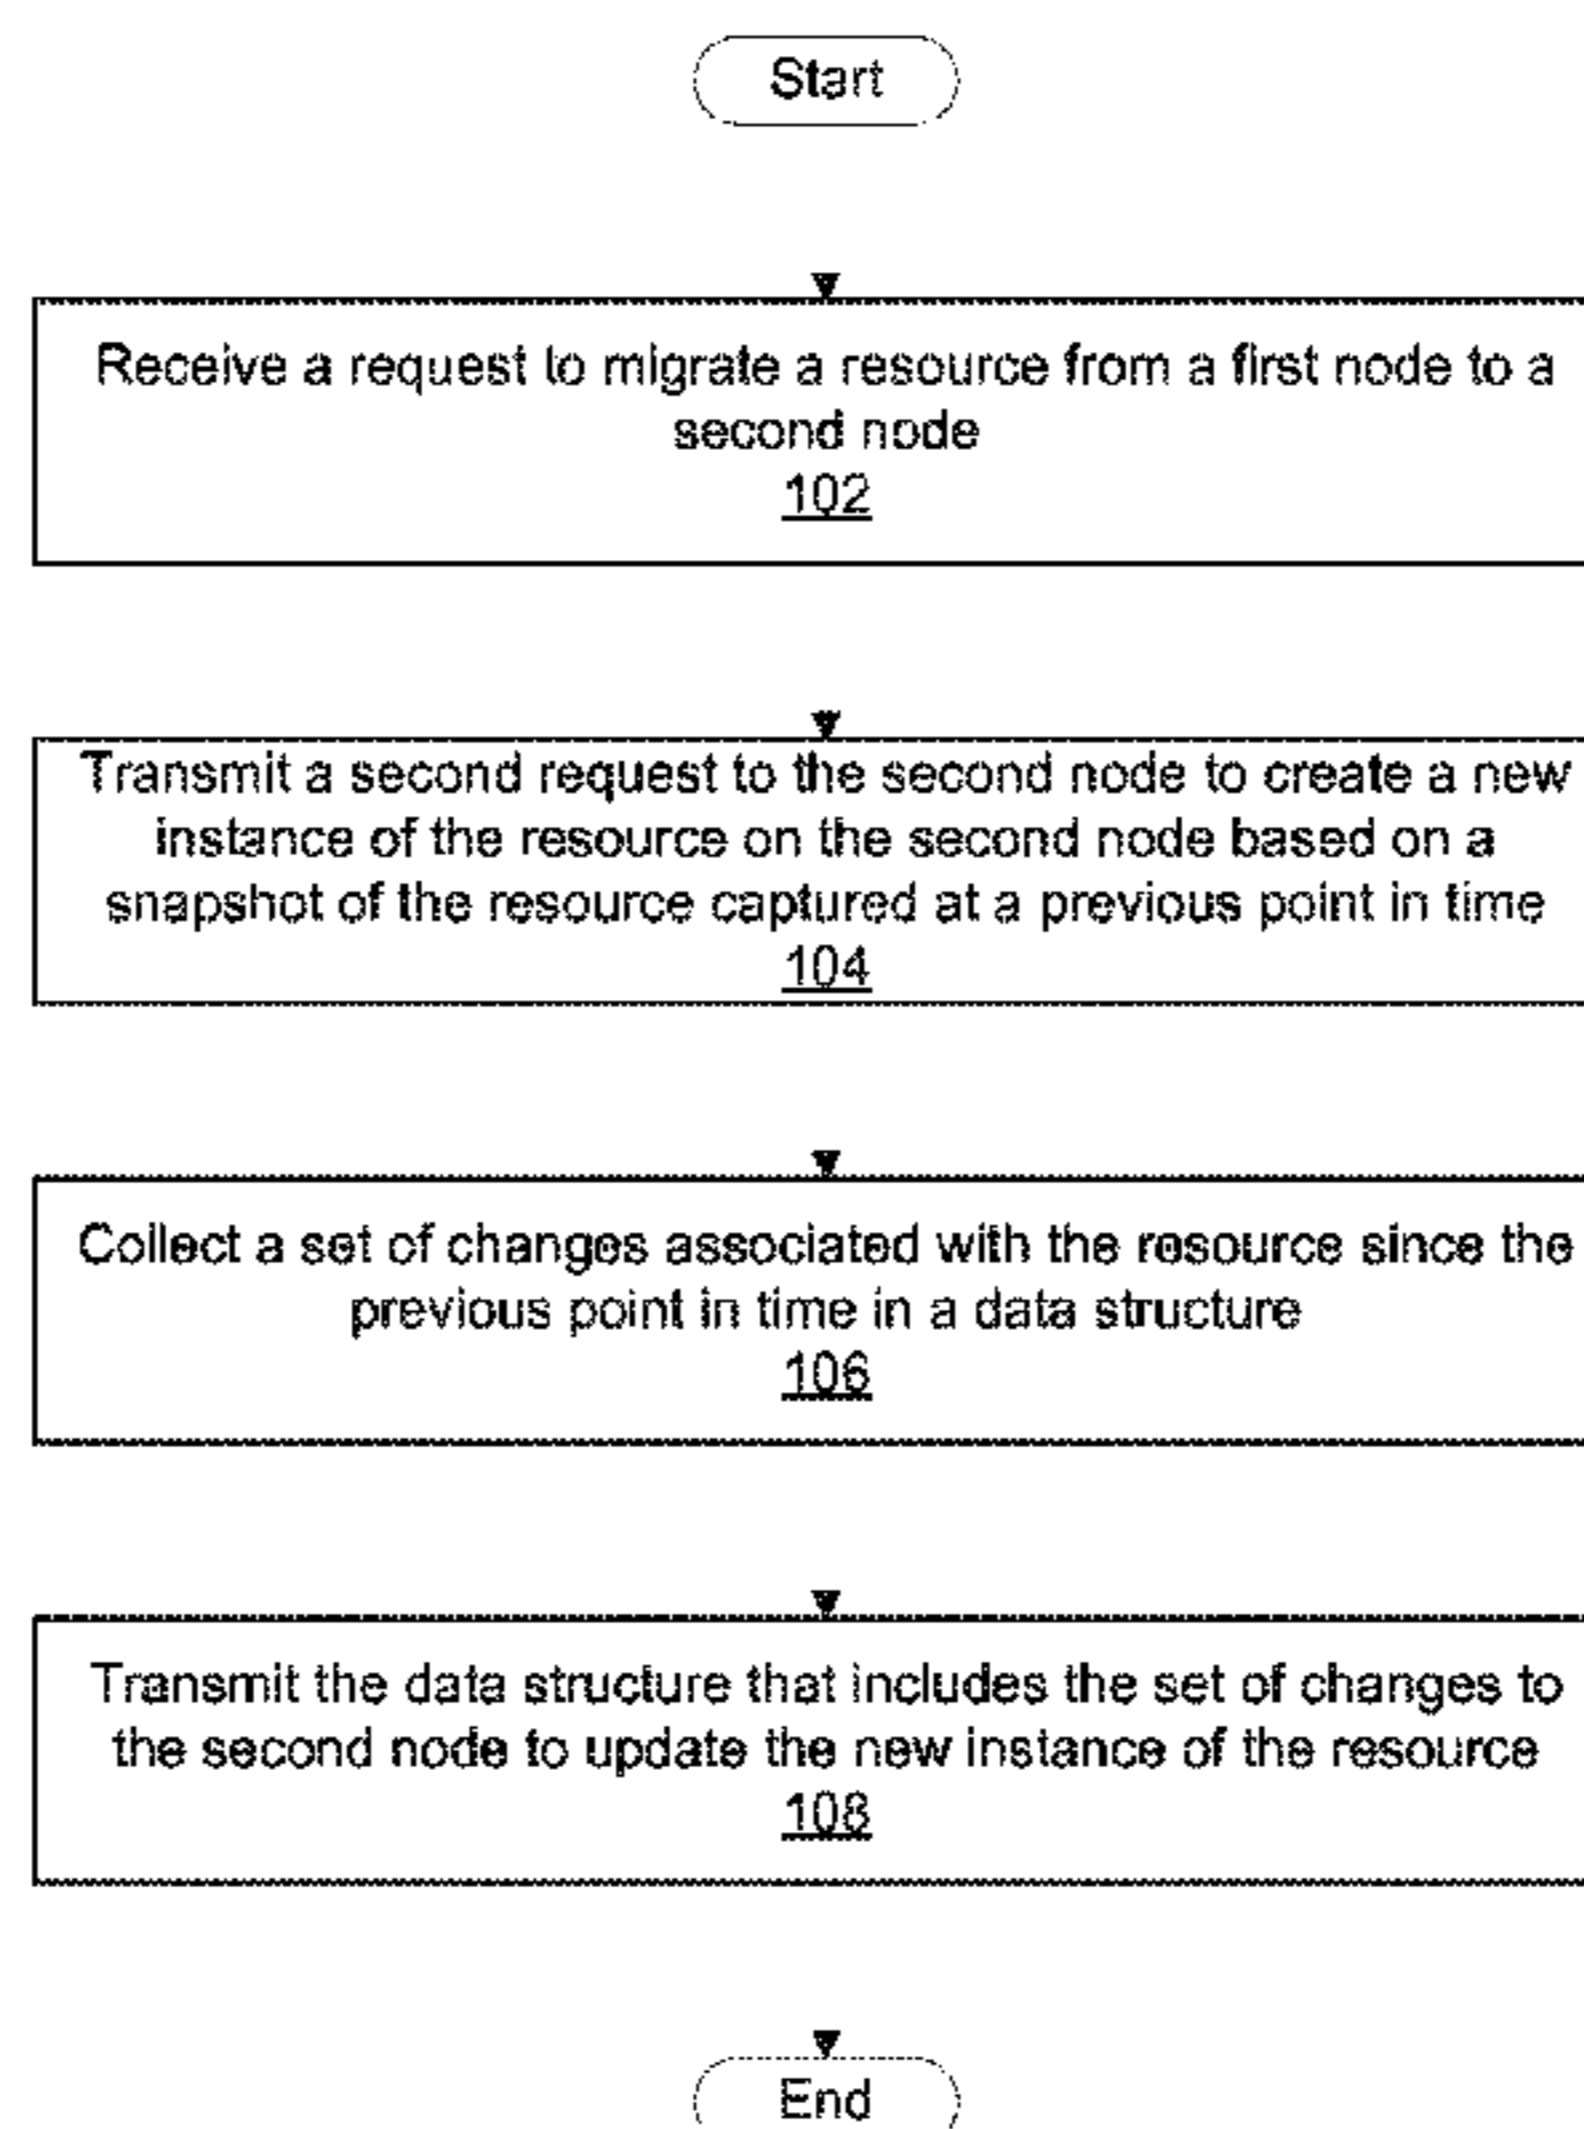 Start
Receive a request to migrate a resource from a first node to a
second node
102
Transmit a second request to the second node to create a new
instance of the resource on the second node based on a
snapshot of the resource captured at a previous point in time
104
Collect a set of changes associated with the resource since the
previous point in time in a data structure
106
Transmit the data structure that includes the set of changes to
the second node to update the new instance of the resource
108
End